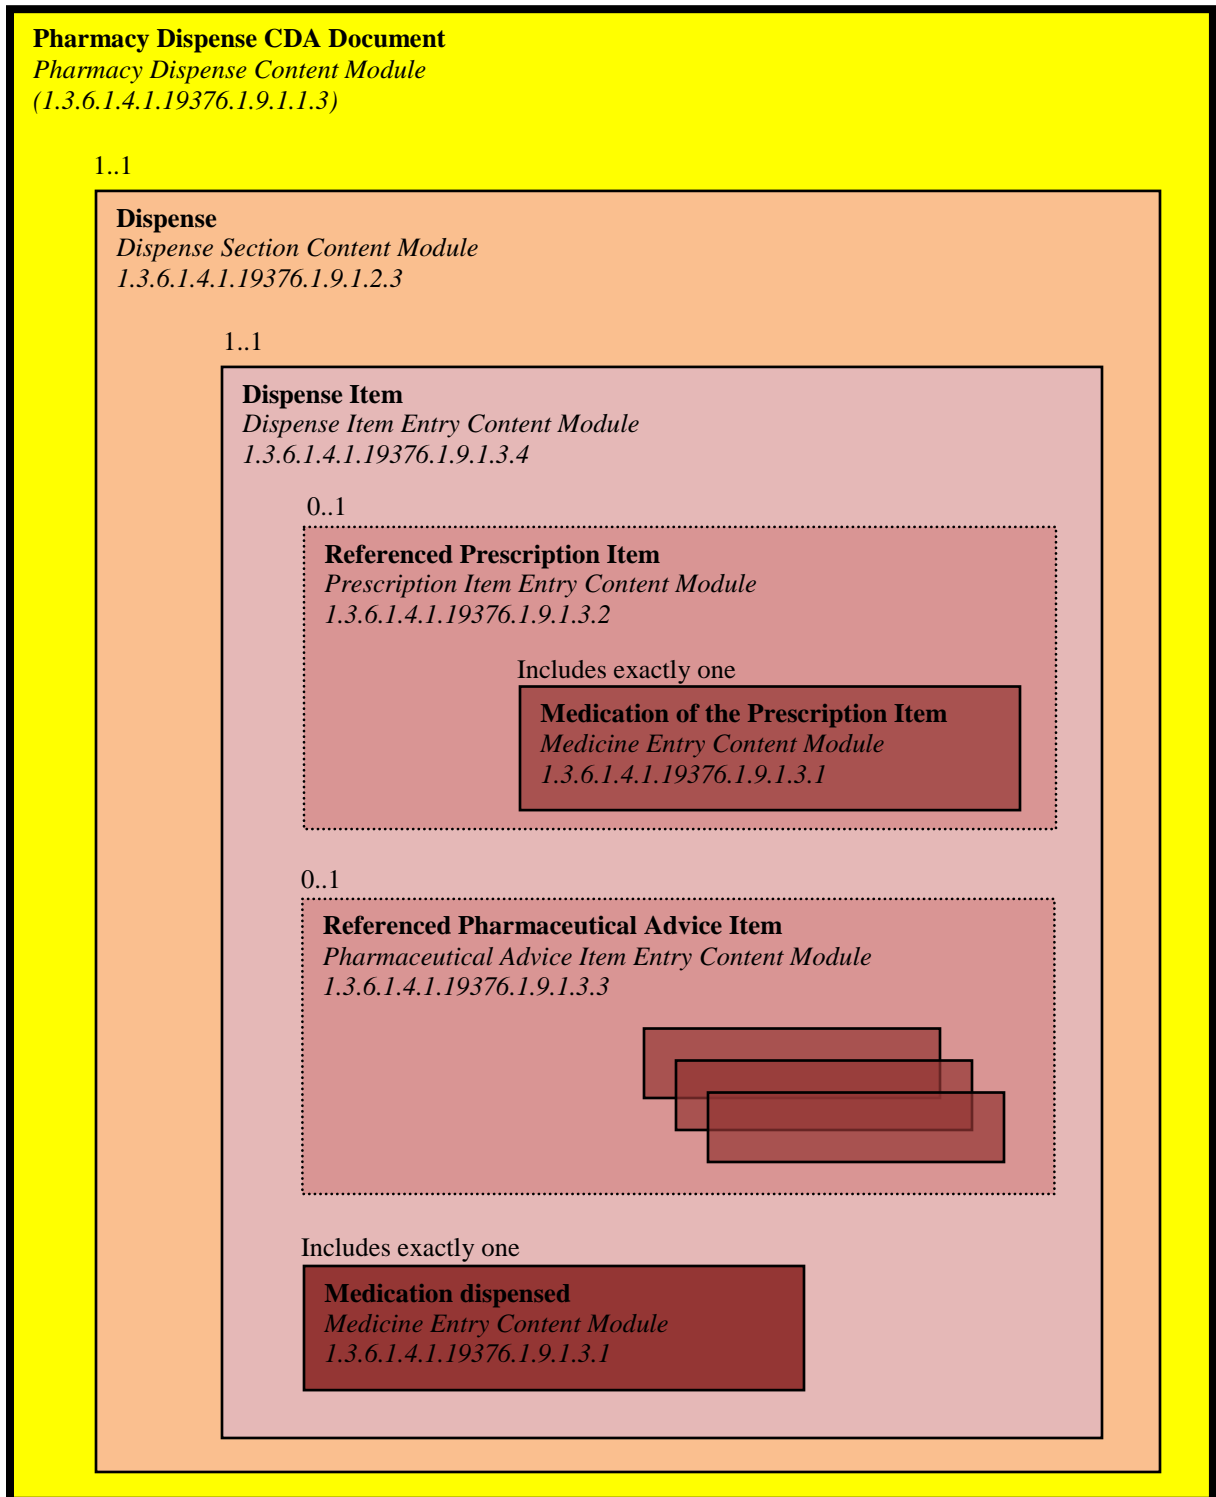 Pharmacy Dispense CDA Document
Pharmacy Dispense Content Module
(1.3.6.1.4.1.19376.1.9.1.1.3)
1..1
Dispense
Dispense Section Content Module
1.3.6.1.4.1.19376.1.9.1.2.3
1..1
Dispense Item
Dispense Item Entry Content Module
1.3.6.1.4.1.19376.1.9.1.3.4
0..1
Referenced Prescription Item
Prescription Item Entry Content Module
1.3.6.1.4.1.19376.1.9.1.3.2
Includes exactly one
Medication of the Prescription Item
Medicine Entry Content Module
1.3.6.1.4.1.19376.1.9.1.3.1
0..1
Referenced Pharmaceutical Advice Item
Pharmaceutical Advice Item Entry Content Module
1.3.6.1.4.1.19376.1.9.1.3.3
Includes exactly one
Medication dispensed
Medicine Entry Content Module
1.3.6.1.4.1.19376.1.9.1.3.1